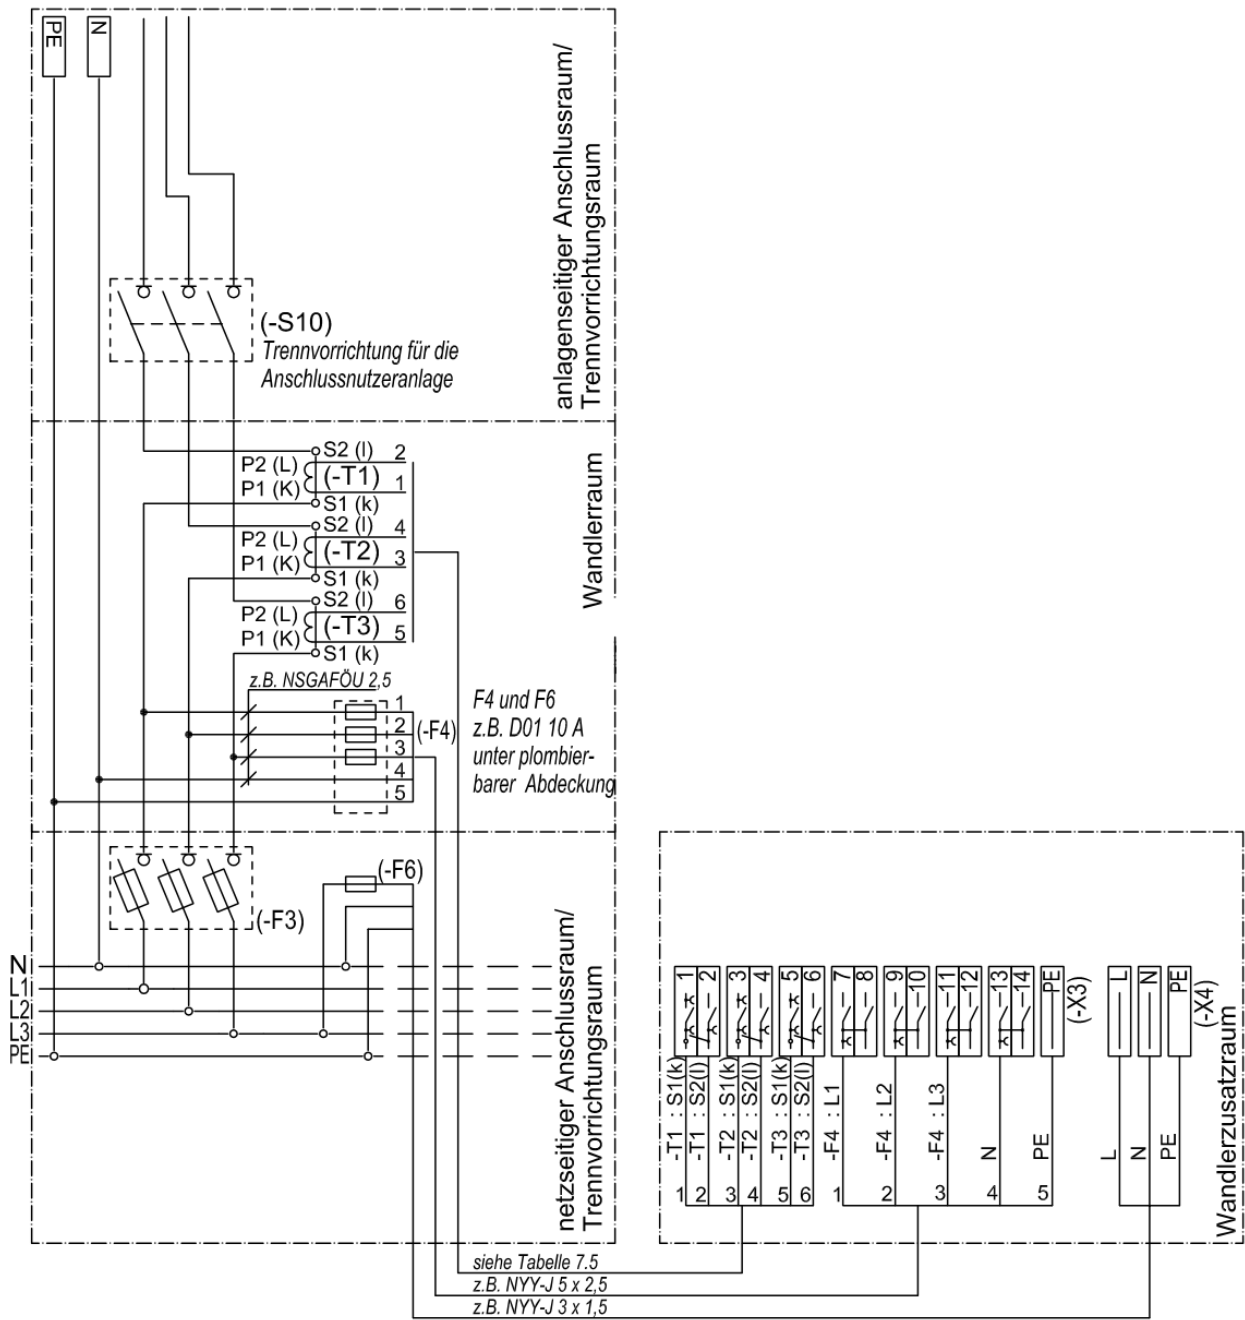 PE
N
anlagenseitiger Anschlussraum/
Trennvorrichtungsraum
(-S10)
Trennvorrichtung für die
Anschlussnutzeranlage
Wandlerraum
S2 (l) 2
P2 (L)
(-T1)
P1 (K) 1
S1 (k)
S2 (l) 4
P2 (L)
(-T2)
P1 (K) 3
S1 (k)
S2 (l) 6
P2 (L)
(-T3)
P1 (K) 5
S1 (k)
z.B. NSGAFÖU 2,5
1
2
3
4
5
(-F4)
F4 und F6
z.B. D01 10 A
unter plombier-
barer Abdeckung
(-F3)
(-F6)
N
L1
L2
L3
PE
netzseitiger Anschlussraum/
Trennvorrichtungsraum
1 2 3 4 5 6 7 8 9 10 11 12 13 14 PE
(-X3)
L N PE
(-X4)
Wandlerzusatzraum
-T1 : S1(k)
-T1 : S2(l)
-T2 : S1(k)
-T2 : S2(l)
-T3 : S1(k)
-T3 : S2(l)
-F4 : L1
-F4 : L2
-F4 : L3
N
PE
L
N
PE
1 2 3 4 5 6 1 2 3 4 5
siehe Tabelle 7.5
z.B. NYY-J 5 x 2,5
z.B. NYY-J 3 x 1,5